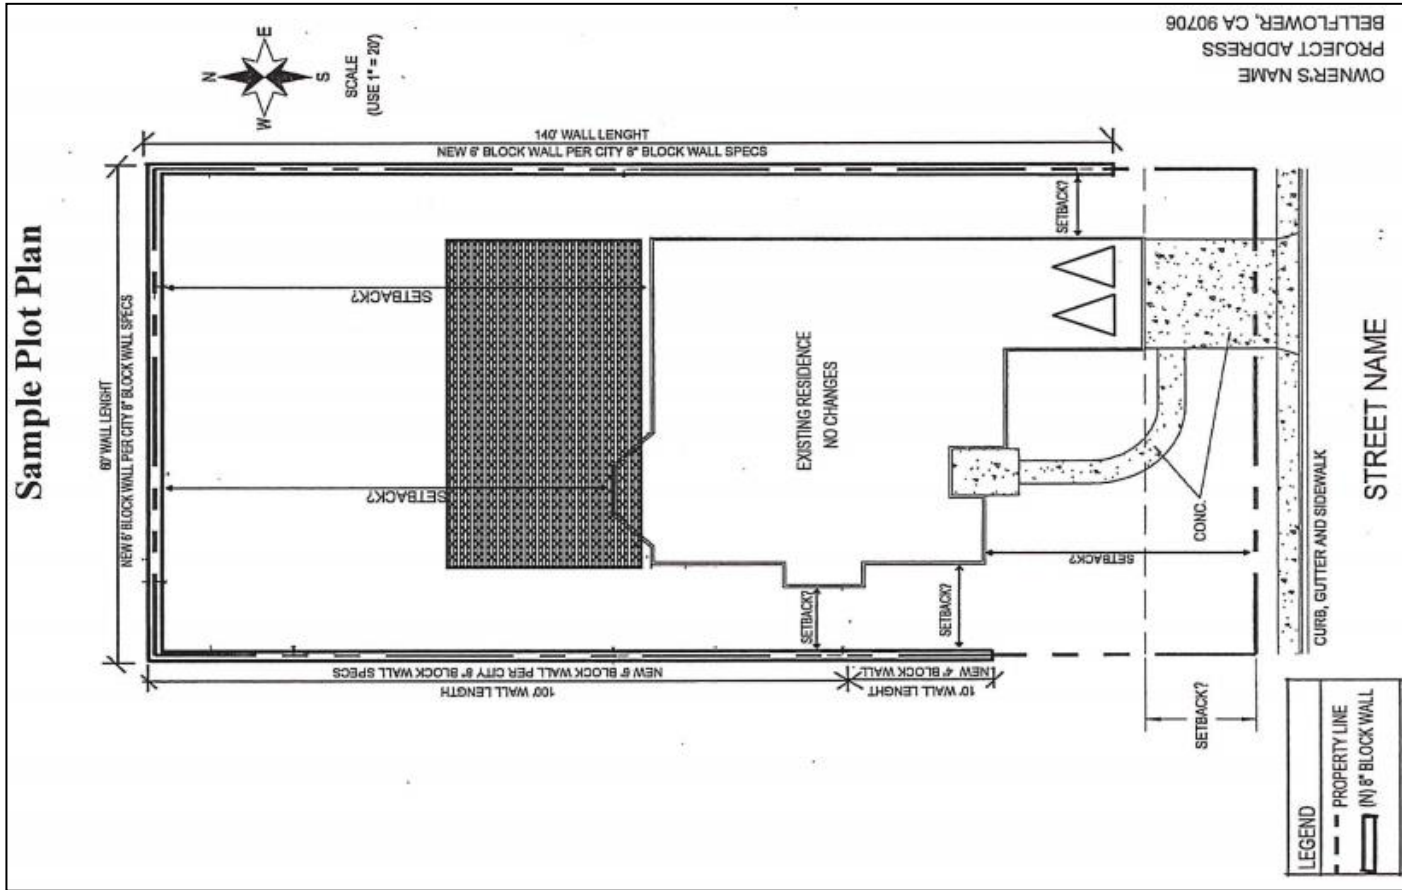 Sample Plot Plan
N
E
S
W
SCALE
(USE 1" = 20')
OWNER'S NAME
PROJECT ADDRESS
BELLFLOWER, CA 90706
60' WALL LENGHT
NEW 6' BLOCK WALL PER CITY 8" BLOCK WALL SPECS
140' WALL LENGHT
NEW 6' BLOCK WALL PER CITY 8" BLOCK WALL SPECS
SETBACK?
SETBACK?
SETBACK?
EXISTING RESIDENCE
NO CHANGES
SETBACK?
SETBACK?
SETBACK?
CONC.
NEW 6' BLOCK WALL PER CITY 8" BLOCK WALL SPECS
100' WALL LENGTH
NEW 4' BLOCK WALL
10' WALL LENGHT
SETBACK?
CURB, GUTTER AND SIDEWALK
STREET NAME
LEGEND
PROPERTY LINE
(N) 8" BLOCK WALL